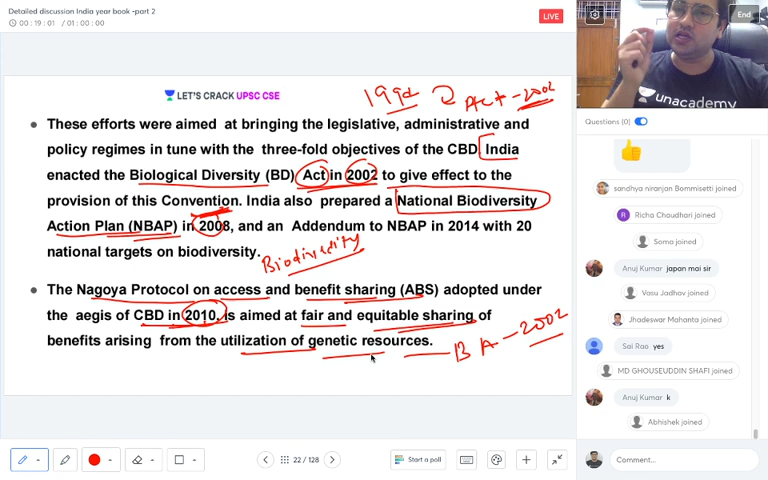 Detailed discussion India year book -part 2
00 : 19 : 01 / 01 : 00 : 00
LIVE
End
unacademy
LET'S CRACK UPSC CSE
1992
Act - 2002
These efforts were aimed at bringing the legislative, administrative and
policy regimes in tune with the three-fold objectives of the CBD. India
enacted the Biological Diversity (BD) Act in 2002 to give effect to the
provision of this Convention. India also prepared a National Biodiversity
Action Plan (NBAP) in 2008, and an Addendum to NBAP in 2014 with 20
national targets on biodiversity.
Biodiversity
The Nagoya Protocol on access and benefit sharing (ABS) adopted under
the aegis of CBD in 2010, is aimed at fair and equitable sharing of
benefits arising from the utilization of genetic resources.
BA - 2002
Questions (0)
sandhya niranjan Bommisetti joined
R Richa Chaudhari joined
Soma joined
Anuj Kumar japan mai sir
Vasu Jadhav joined
Jhadeswar Mohanta joined
Sai Rao yes
MD GHOUSEUDDIN SHAFI joined
Anuj Kumar k
Abhishek joined
22 / 128
Start a poll
Comment...